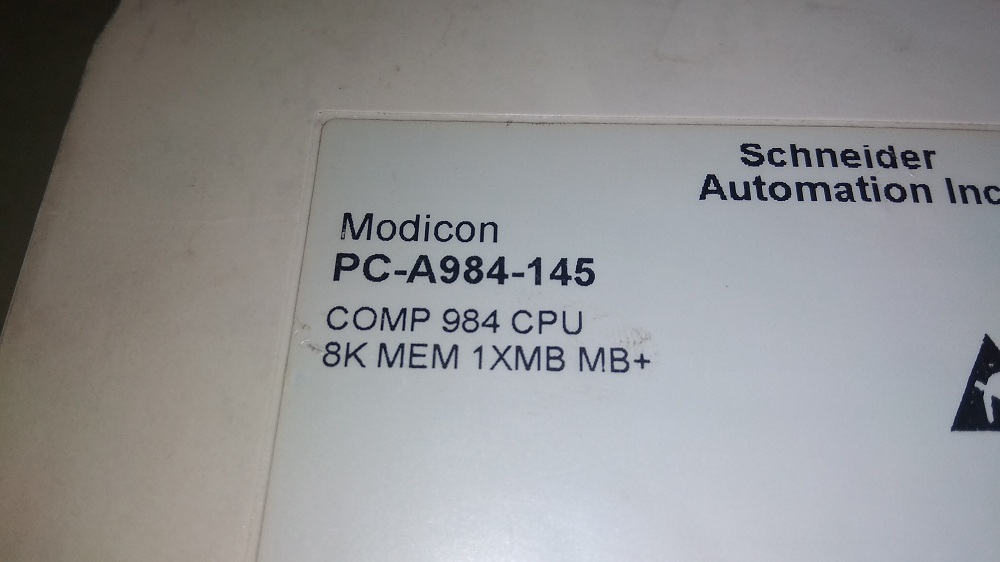 Schneider
Automation Inc
Modicon
PC-A984-145
COMP 984 CPU
8K MEM 1XMB MB+